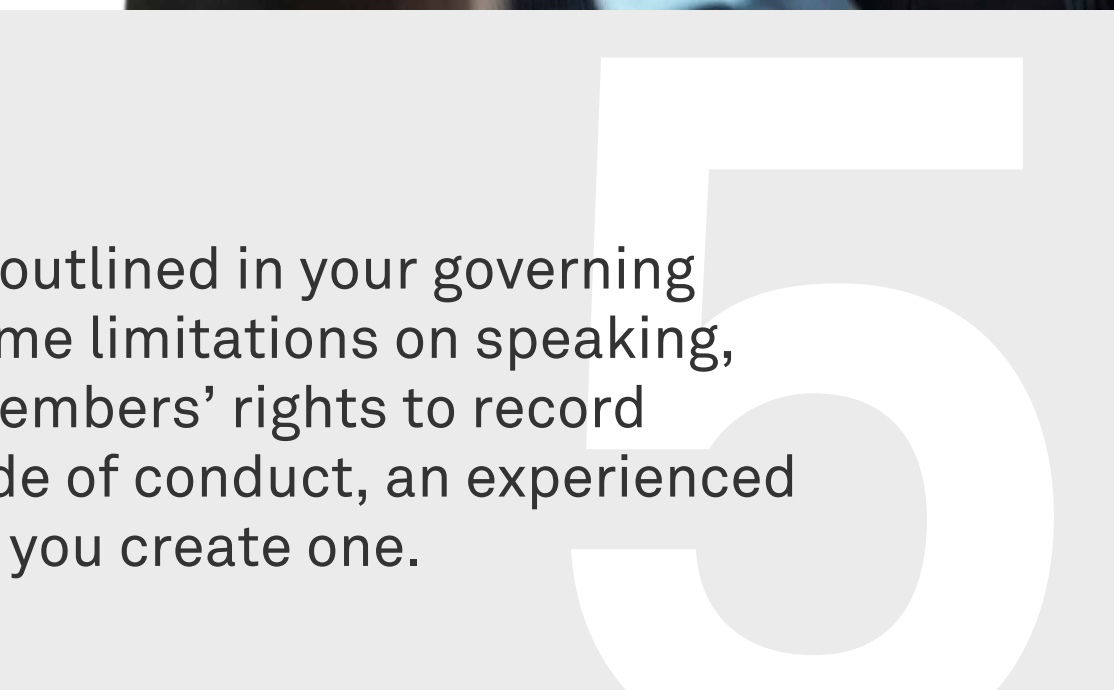 5
outlined in your governing
me limitations on speaking,
embers’ rights to record
de of conduct, an experienced
you create one.